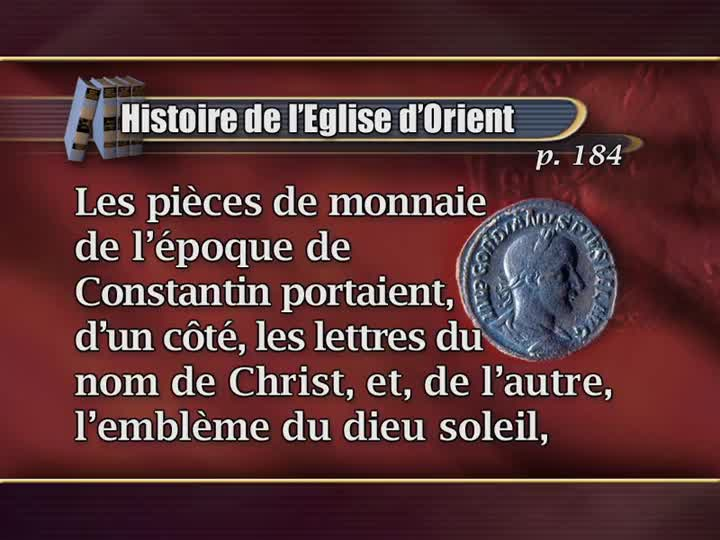 Histoire de l'Eglise d'Orient
p. 184
Les pièces de monnaie
de l'époque de
Constantin portaient,
d'un côté, les lettres du
nom de Christ, et, de l'autre,
l'emblème du dieu soleil,